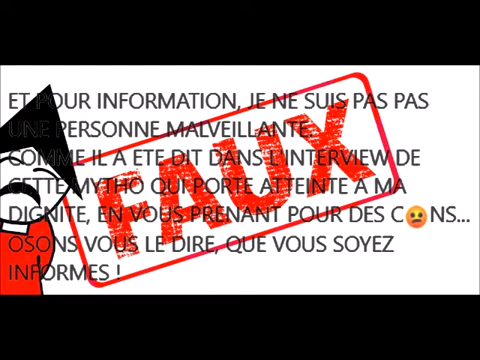 ET POUR INFORMATION, JE NE SUIS PAS PAS
UNE PERSONNE MALVEILLANTE,
COMME IL A ETE DIT DANS L'INTERVIEW DE
CETTE MYTHO QUI PORTE ATTEINTE A MA
DIGNITE, EN VOUS PRENANT POUR DES C😖NS...
OSONS VOUS LE DIRE, QUE VOUS SOYEZ
INFORMES !
FAUX